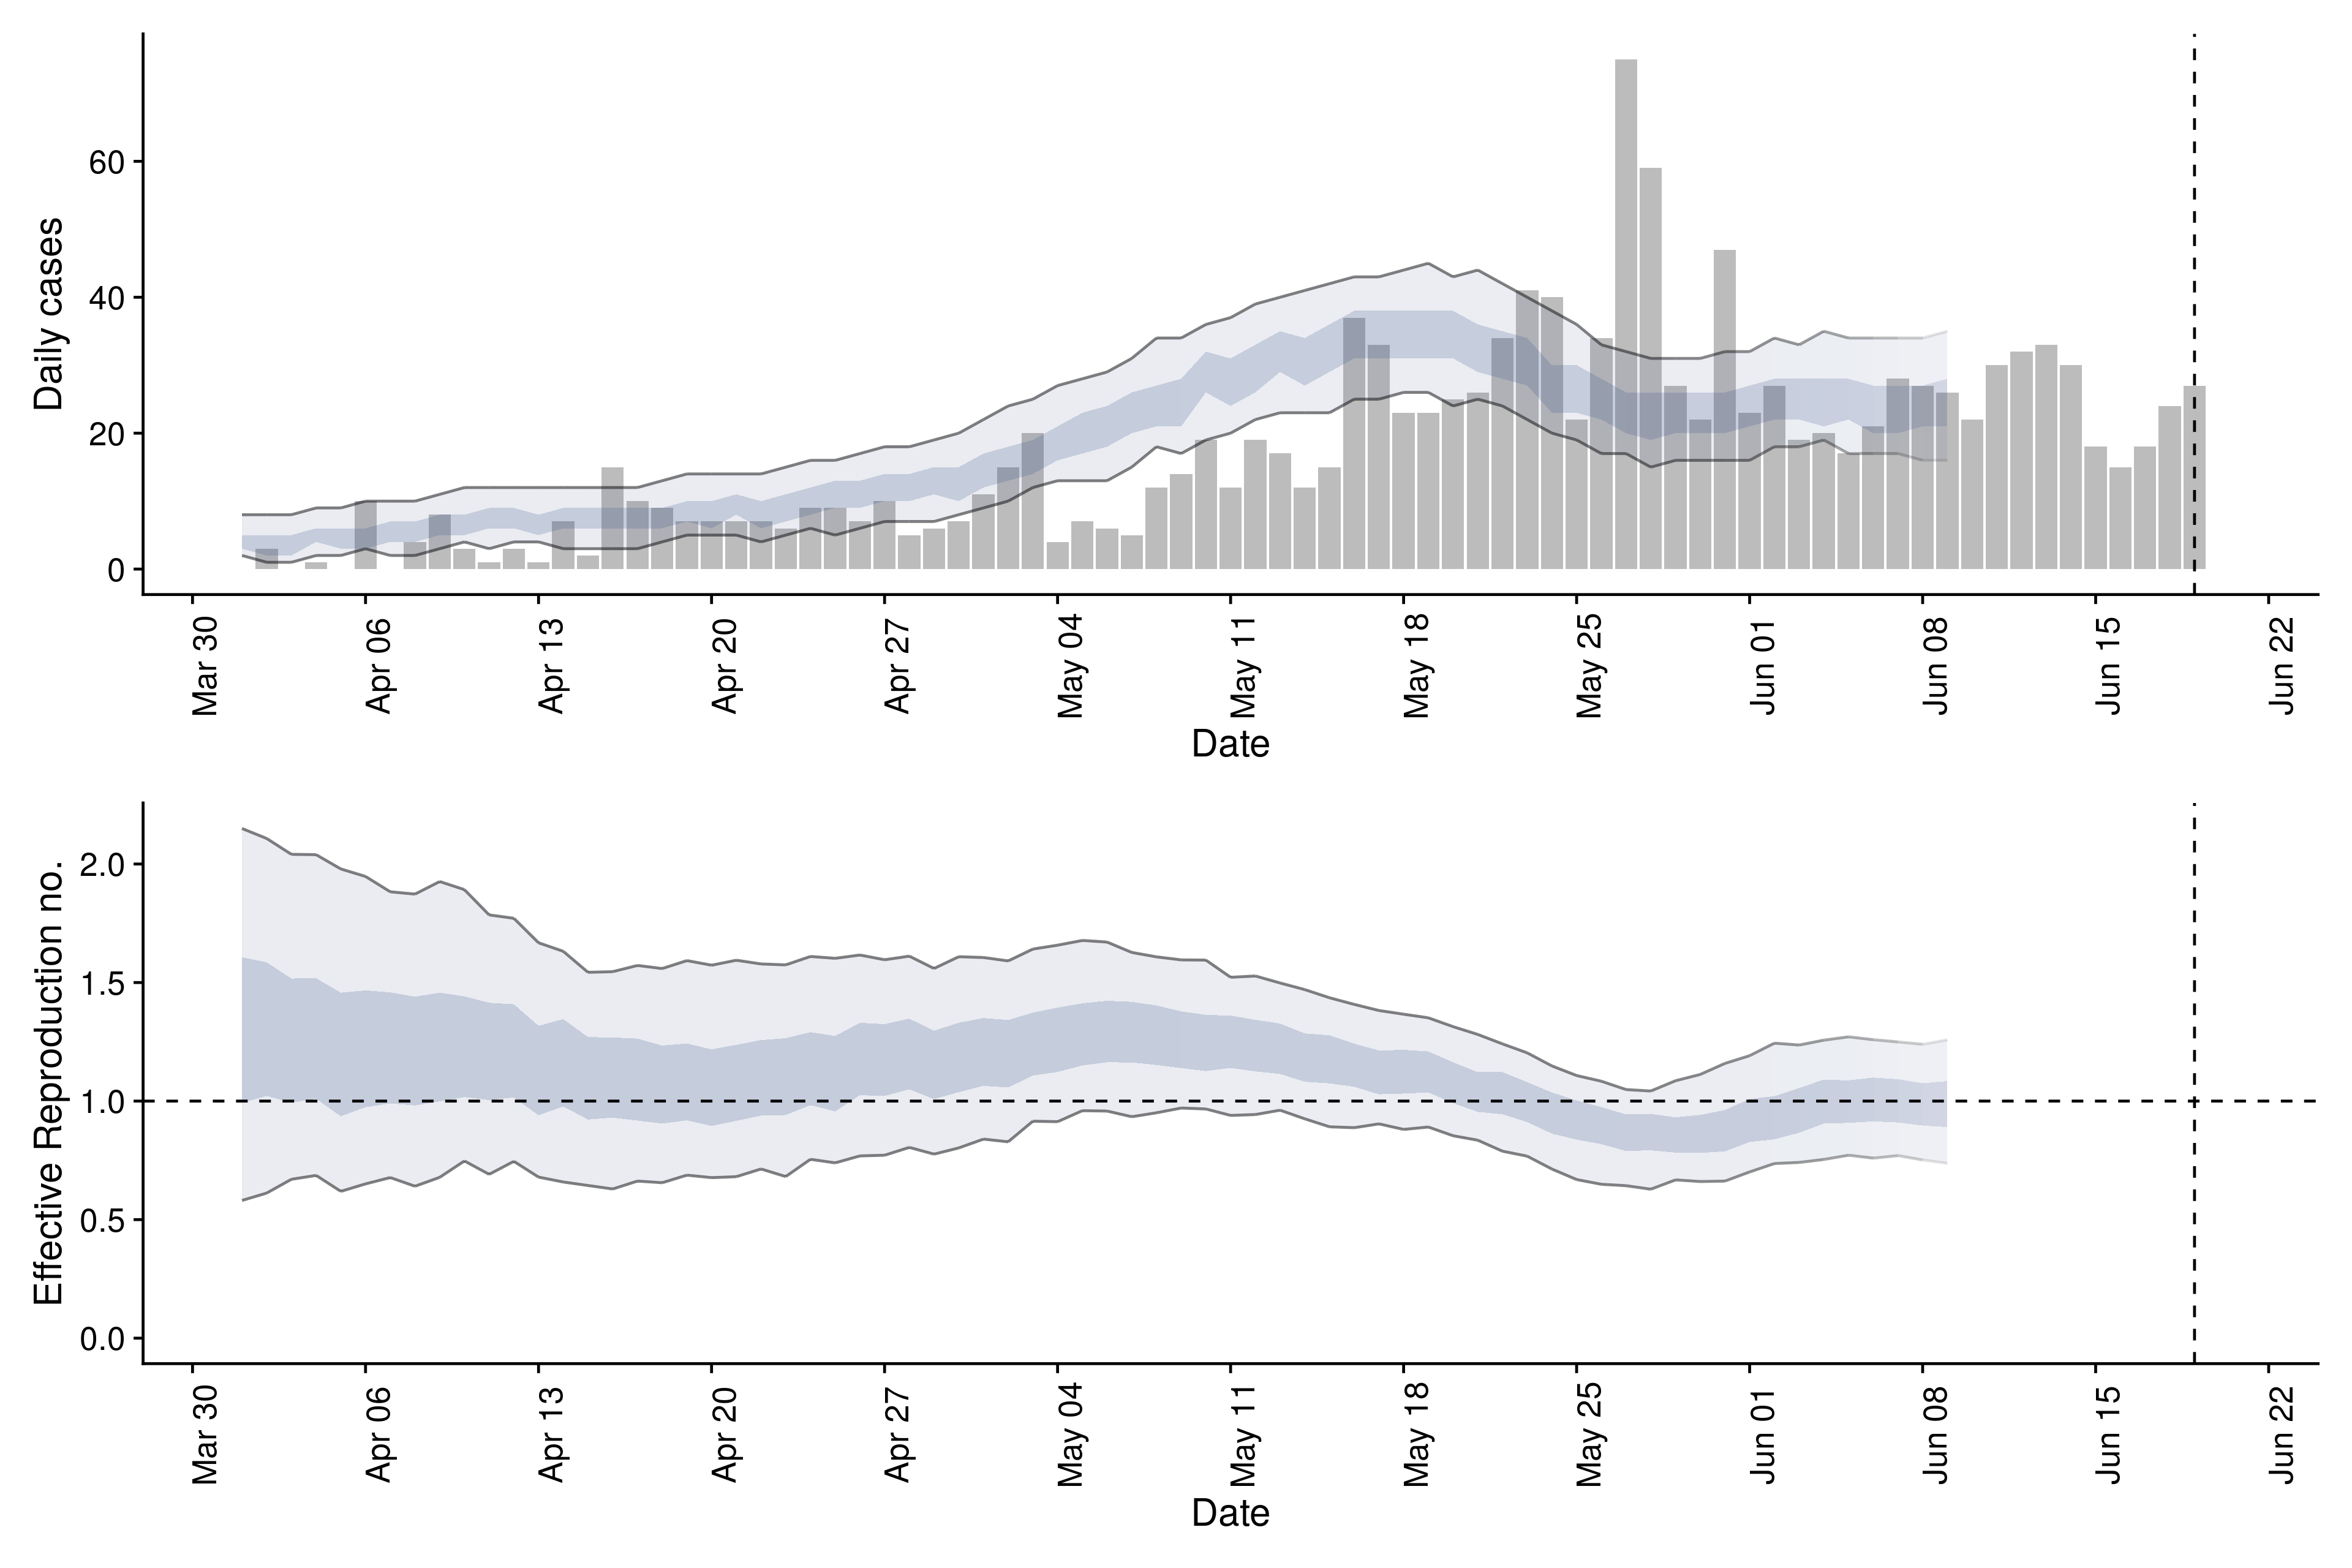 Daily cases
60
40
20
0
Mar 30
Apr 06
Apr 13
Apr 20
Apr 27
May 04
May 11
May 18
May 25
Jun 01
Jun 08
Jun 15
Jun 22
Date
Effective Reproduction no.
2.0
1.5
1.0
0.5
0.0
Mar 30
Apr 06
Apr 13
Apr 20
Apr 27
May 04
May 11
May 18
May 25
Jun 01
Jun 08
Jun 15
Jun 22
Date